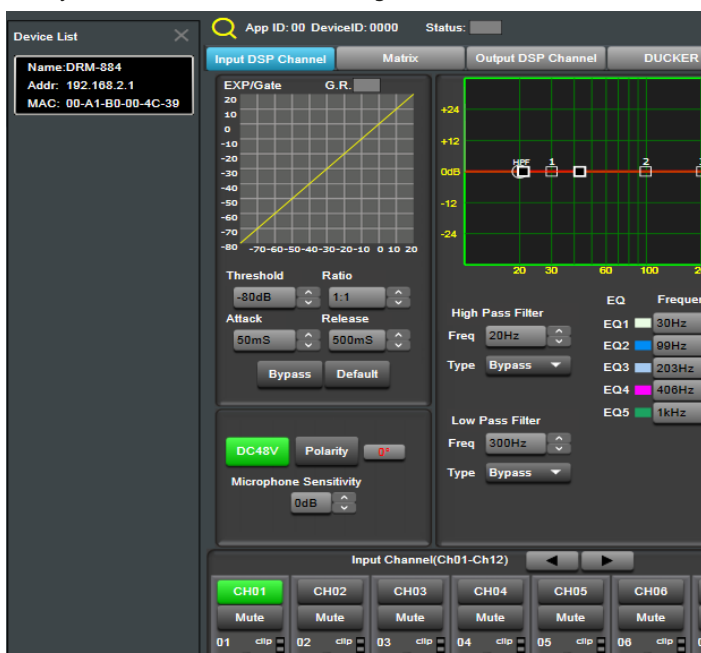 Device List
Name:DRM-884
Addr: 192.168.2.1
MAC: 00-A1-B0-00-4C-39
App ID: 00 DeviceID: 0000 Status:
Input DSP Channel Matrix Output DSP Channel DUCKER
EXP/Gate G.R.
20
10
0
-10
-20
-30
-40
-50
-60
-70
-80 -70-60-50-40-30-20-10 0 10 20
Threshold Ratio
-80dB 1:1
Attack Release
50mS 500mS
Bypass Default
DC48V Polarity 0°
Microphone Sensitivity
0dB
+24
+12
0dB
-12
-24
HPF 1 2
20 30 60 100
High Pass Filter
Freq 20Hz
Type Bypass
Low Pass Filter
Freq 300Hz
Type Bypass
EQ
EQ1 30Hz
EQ2 99Hz
EQ3 203Hz
EQ4 406Hz
EQ5 1kHz
Input Channel(Ch01-Ch12)
CH01 CH02 CH03 CH04 CH05 CH06
Mute Mute Mute Mute Mute Mute
01 clip 02 clip 03 clip 04 clip 05 clip 06 clip